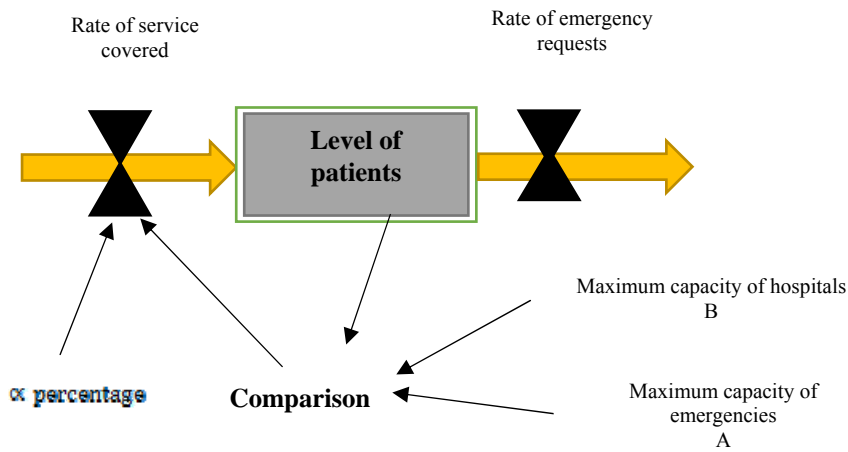 Rate of service
covered
Rate of emergency
requests
Level of
patients
Maximum capacity of hospitals
B
∝ percentage
Comparison
Maximum capacity of
emergencies
A